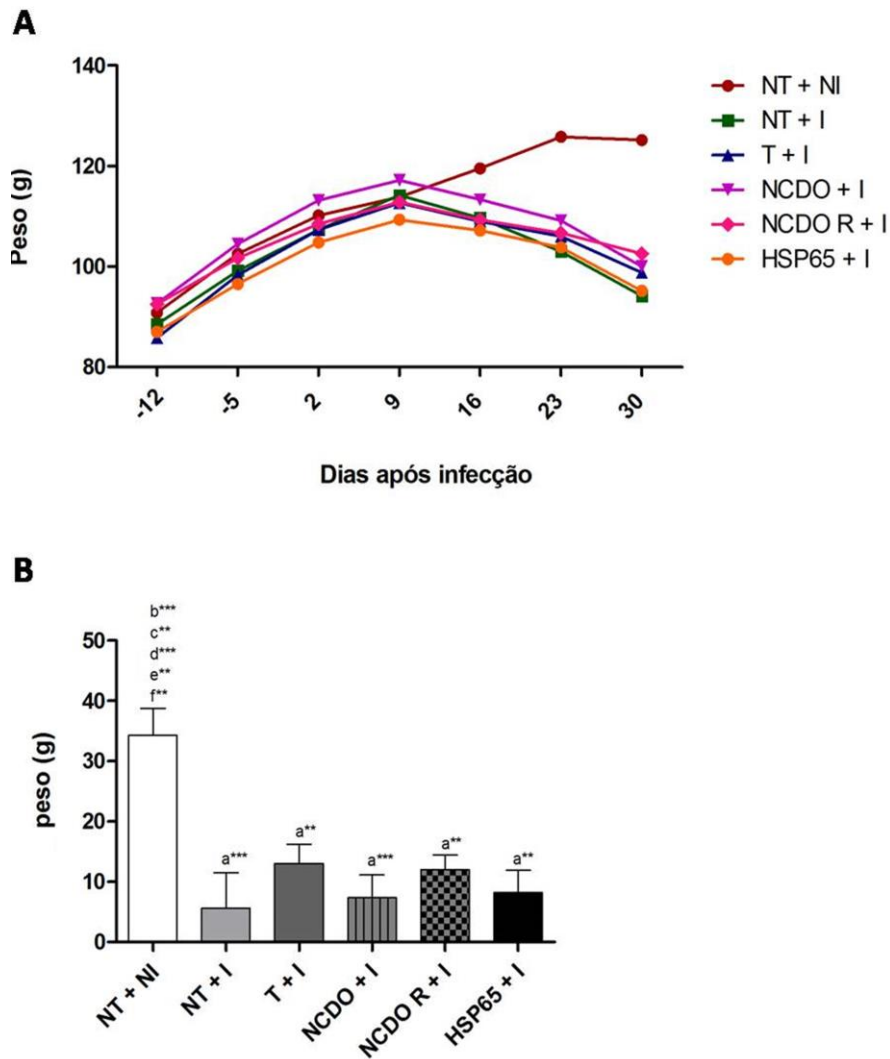 A
140
120
100
80
Peso (g)
-12
-5
2
9
16
23
30
Dias após infecção
NT + NI
NT + I
T + I
NCDO + I
NCDO R + I
HSP65 + I
B
50
40
30
20
10
0
peso (g)
b***
c**
d***
e**
f**
a***
a**
a***
a**
a**
NT + NI
NT + I
T + I
NCDO + I
NCDO R + I
HSP65 + I